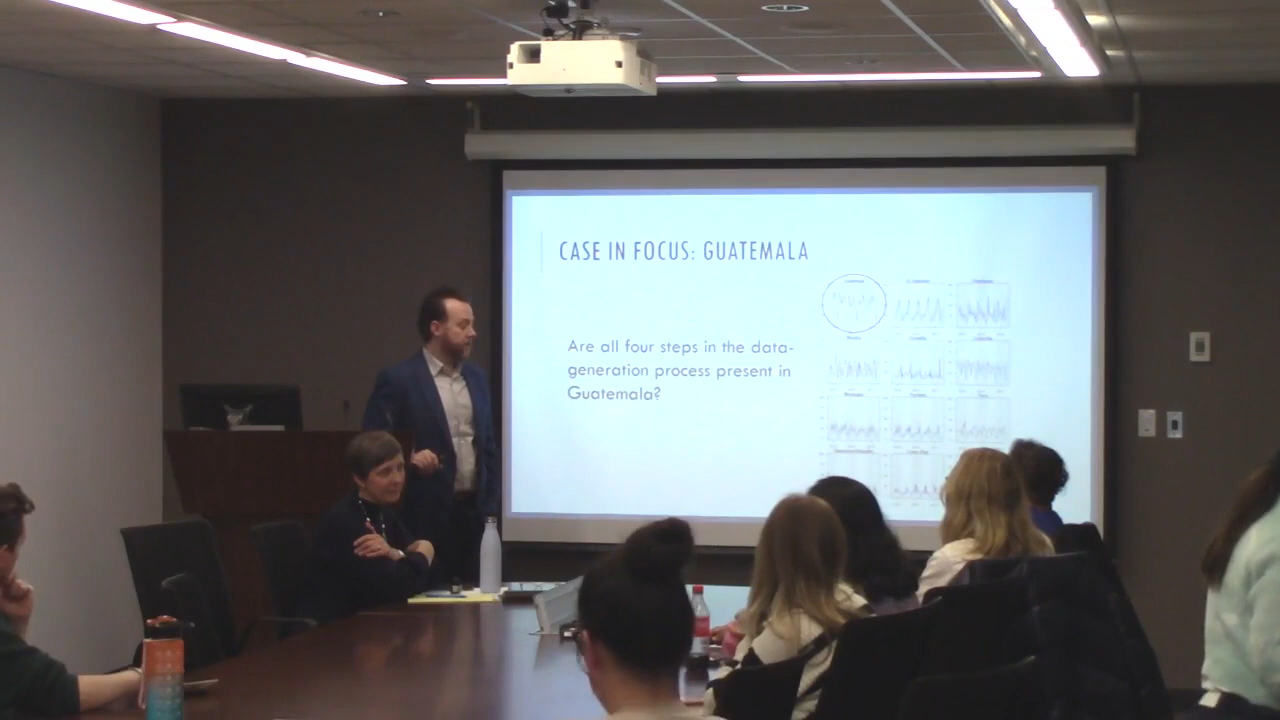 CASE IN FOCUS: GUATEMALA
Are all four steps in the data-
generation process present in
Guatemala?